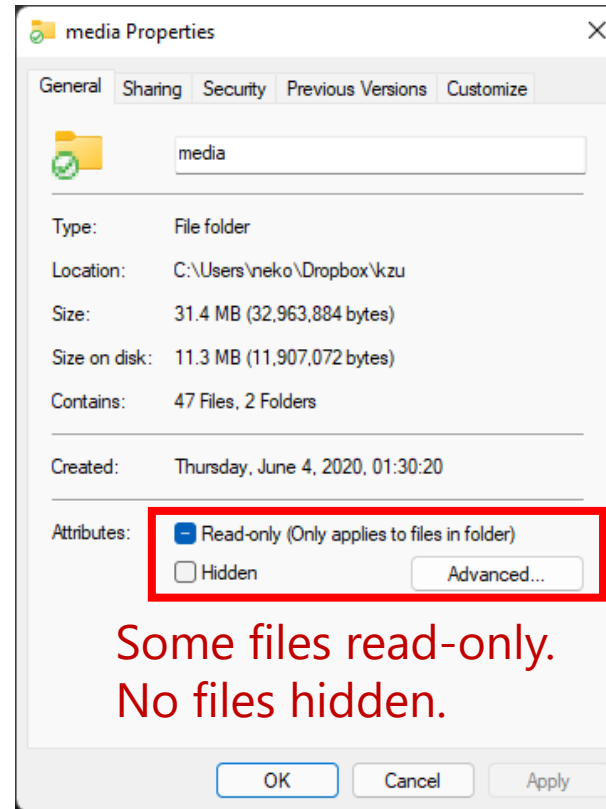 media Properties
General Sharing Security Previous Versions Customize
media
Type: File folder
Location: C:\Users\neko\Dropbox\kzu
Size: 31.4 MB (32,963,884 bytes)
Size on disk: 11.3 MB (11,907,072 bytes)
Contains: 47 Files, 2 Folders
Created: Thursday, June 4, 2020, 01:30:20
Attributes: Read-only (Only applies to files in folder)
Hidden Advanced...
Some files read-only.
No files hidden.
OK Cancel Apply